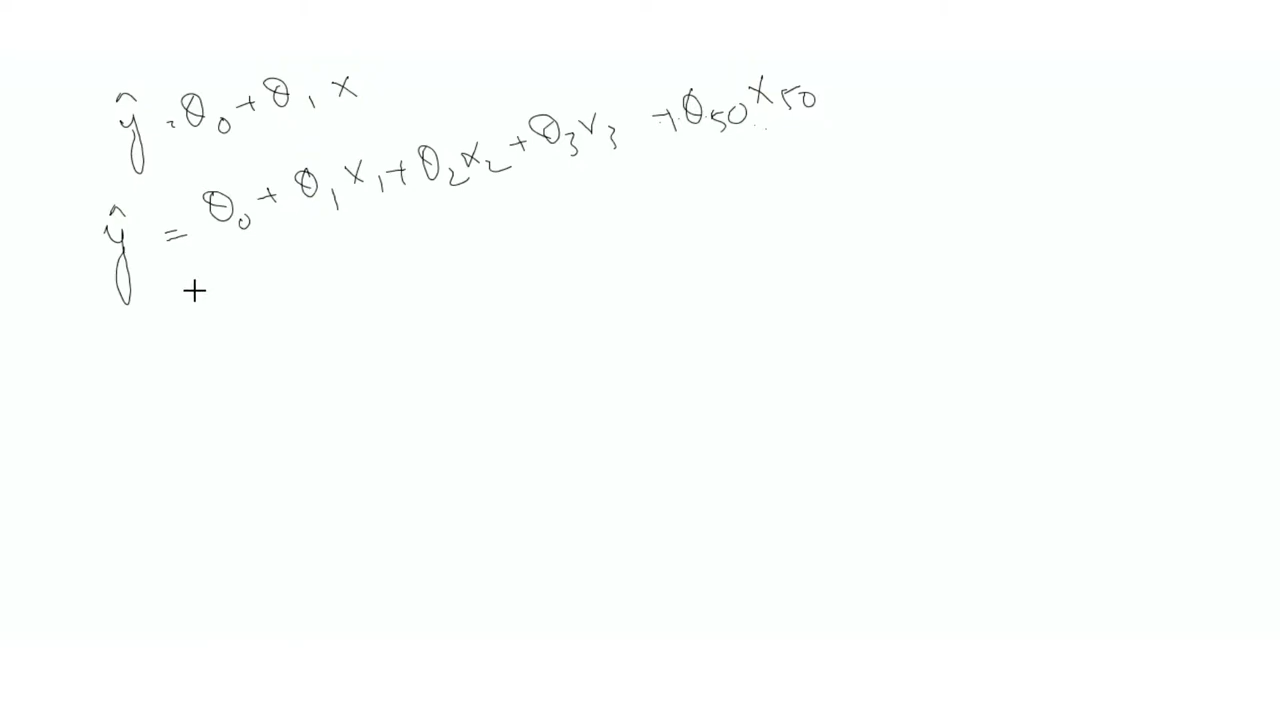 ŷ = θ₀ + θ₁ x
ŷ = θ₀ + θ₁ x₁ + θ₂ x₂ + θ₃ x₃ + θ₅₀ x₅₀
+